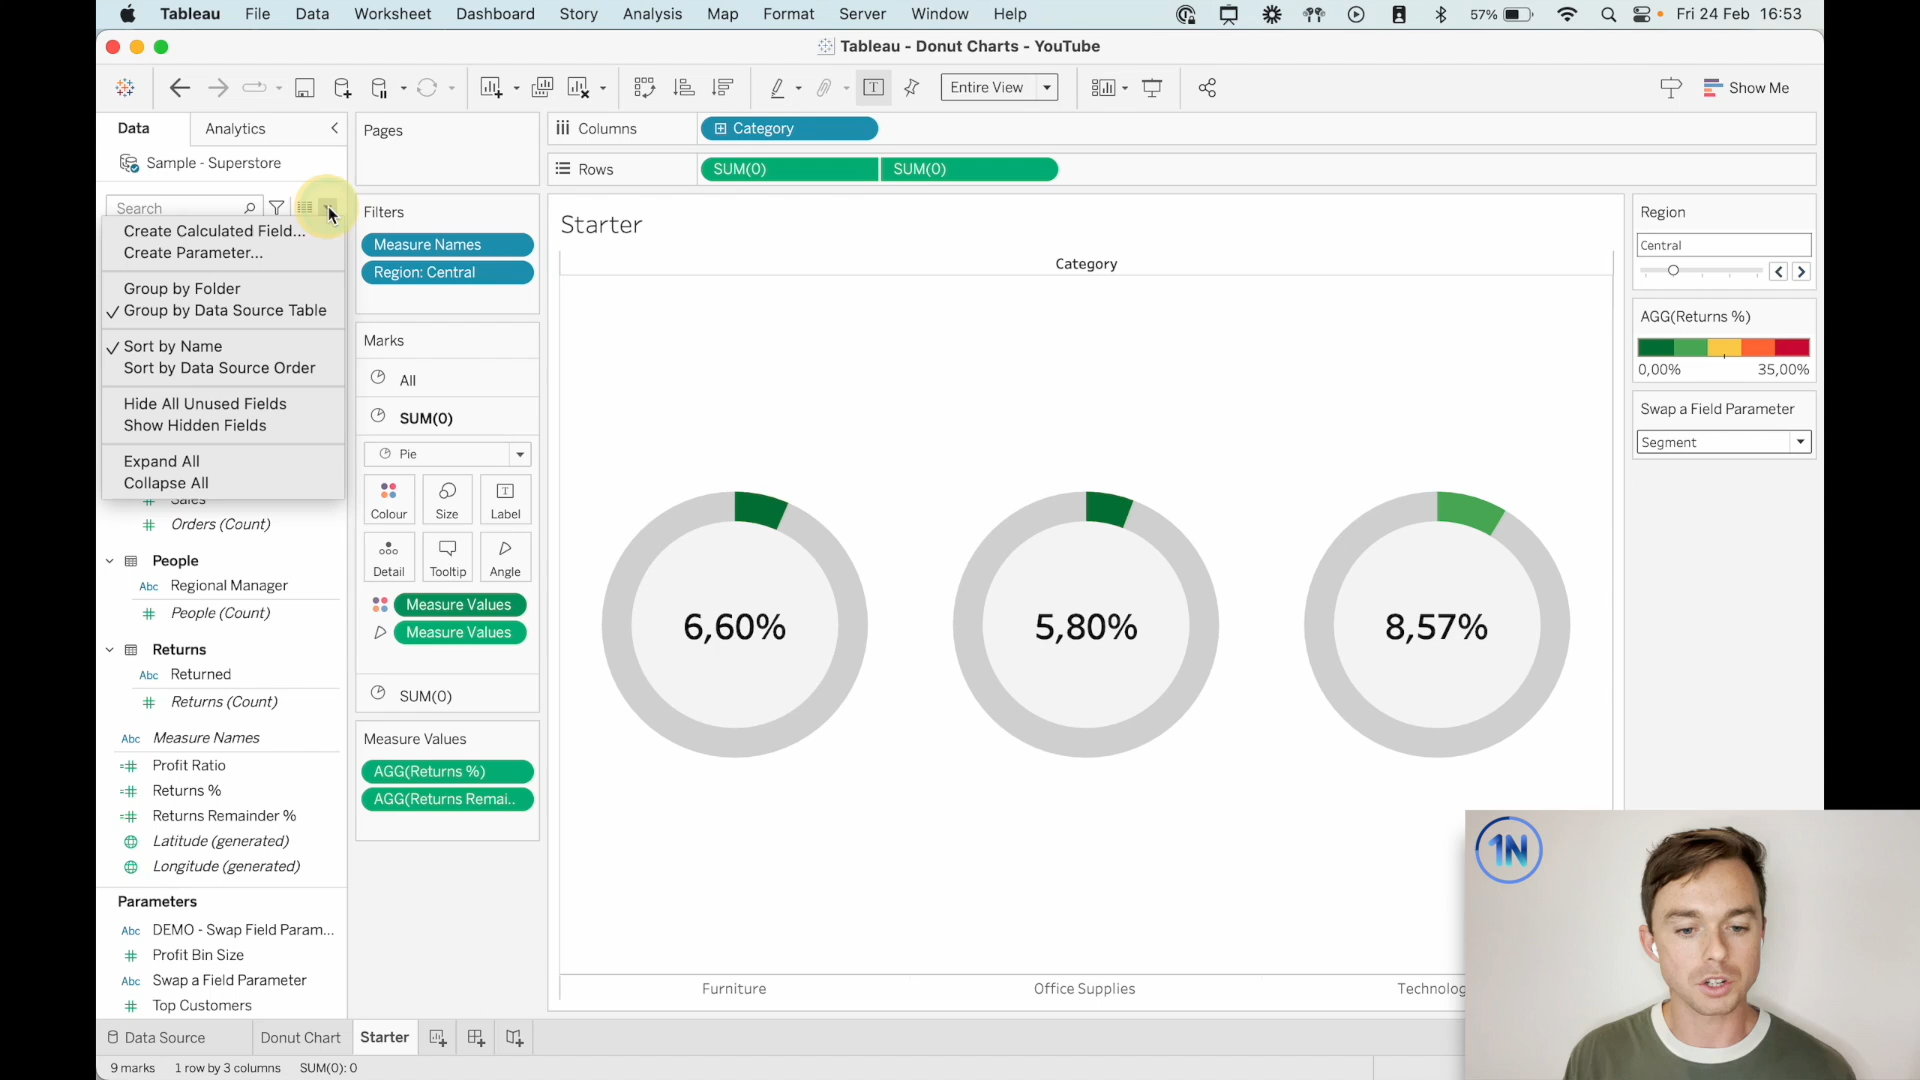 Tableau File Data Worksheet Dashboard Story Analysis Map Format Server Window Help 57% Fri 24 Feb 16:53
Tableau - Donut Charts - YouTube
Entire View Show Me
Data Analytics
Sample - Superstore
Search
Create Calculated Field...
Create Parameter...
Group by Folder
Group by Data Source Table
Sort by Name
Sort by Data Source Order
Hide All Unused Fields
Show Hidden Fields
Expand All
Collapse All
Sales
Orders (Count)
People
Abc Regional Manager
People (Count)
Returns
Abc Returned
Returns (Count)
Abc Measure Names
Profit Ratio
Returns %
Returns Remainder %
Latitude (generated)
Longitude (generated)
Parameters
Abc DEMO - Swap Field Param...
Profit Bin Size
Abc Swap a Field Parameter
Top Customers
Pages
Filters
Measure Names
Region: Central
Marks
All
SUM(0)
Pie
Colour Size Label
Detail Tooltip Angle
Measure Values
Measure Values
SUM(0)
Measure Values
AGG(Returns %)
AGG(Returns Remai..
Columns Category
Rows SUM(0) SUM(0)
Starter
Category
6,60% 5,80% 8,57%
Furniture Office Supplies Technolog
Region
Central
AGG(Returns %)
0,00% 35,00%
Swap a Field Parameter
Segment
1N
Data Source Donut Chart Starter
9 marks 1 row by 3 columns SUM(0): 0